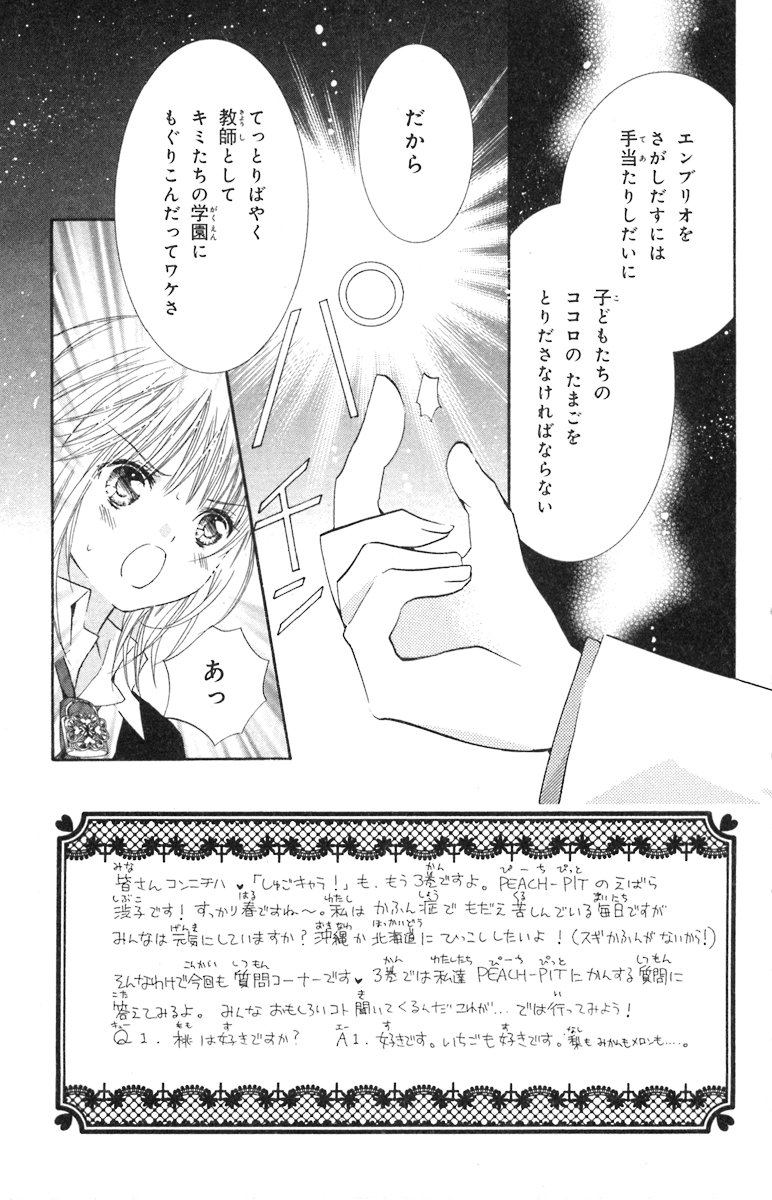 エンブリオを
さがしだすには
手当たりしだいに
子どもたちの
ココロの たまごを
とりださなければならない
だから
てっとりばやく
教師として
キミたちの学園に
もぐりこんだってワケさ
パチン
あっ
皆さんコンニチハ♥「しゅごキャラ！」も、もう3巻ですよ。PEACH-PITのえばら
渋子です！すっかり春ですね〜。私はかふん症でもだえ苦しんでいる毎日ですが
みんなは元気にしていますか？沖縄か北海道にひっこししたいよ！（スギかふんがないから！）
そんなわけで今回も質問コーナーです♥3巻では私達PEACH-PITにかんする質問に
答えてみるよ。みんなおもしろいコト聞いてくるんだこれが…では行ってみよう！
Q1．桃は好きですか？ A1．好きです。いちごも好きです。梨もみかんもメロンも…。